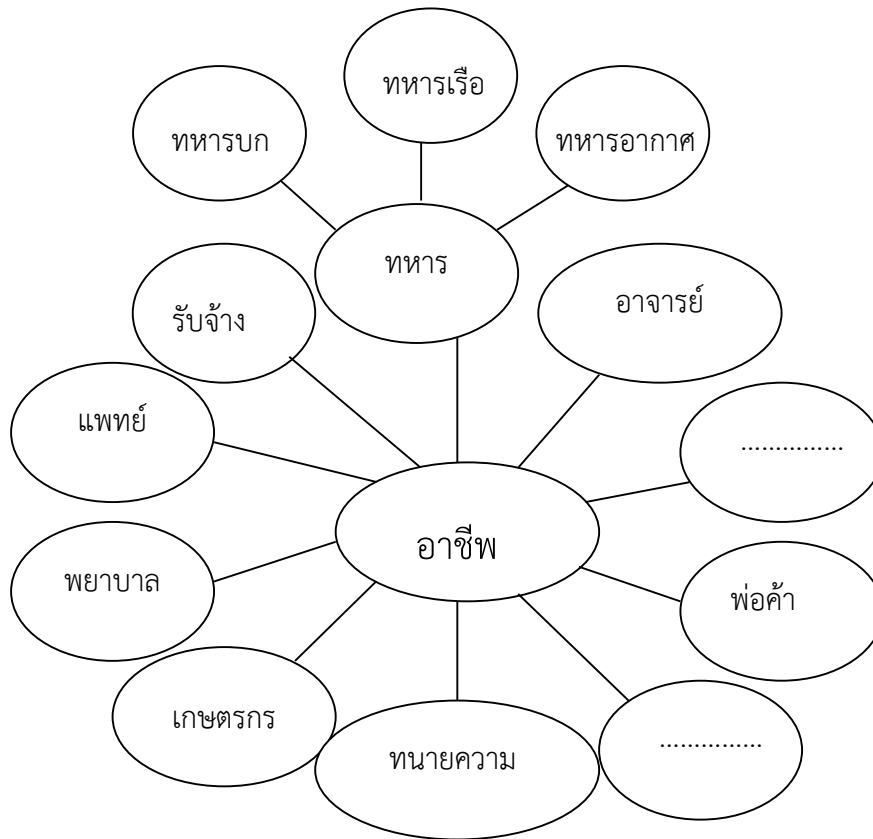 ทหารเรือ
ทหารบก
ทหารอากาศ
ทหาร
อาจารย์
รับจ้าง
แพทย์
...............
อาชีพ
พยาบาล
พ่อค้า
เกษตรกร
ทนายความ
...............